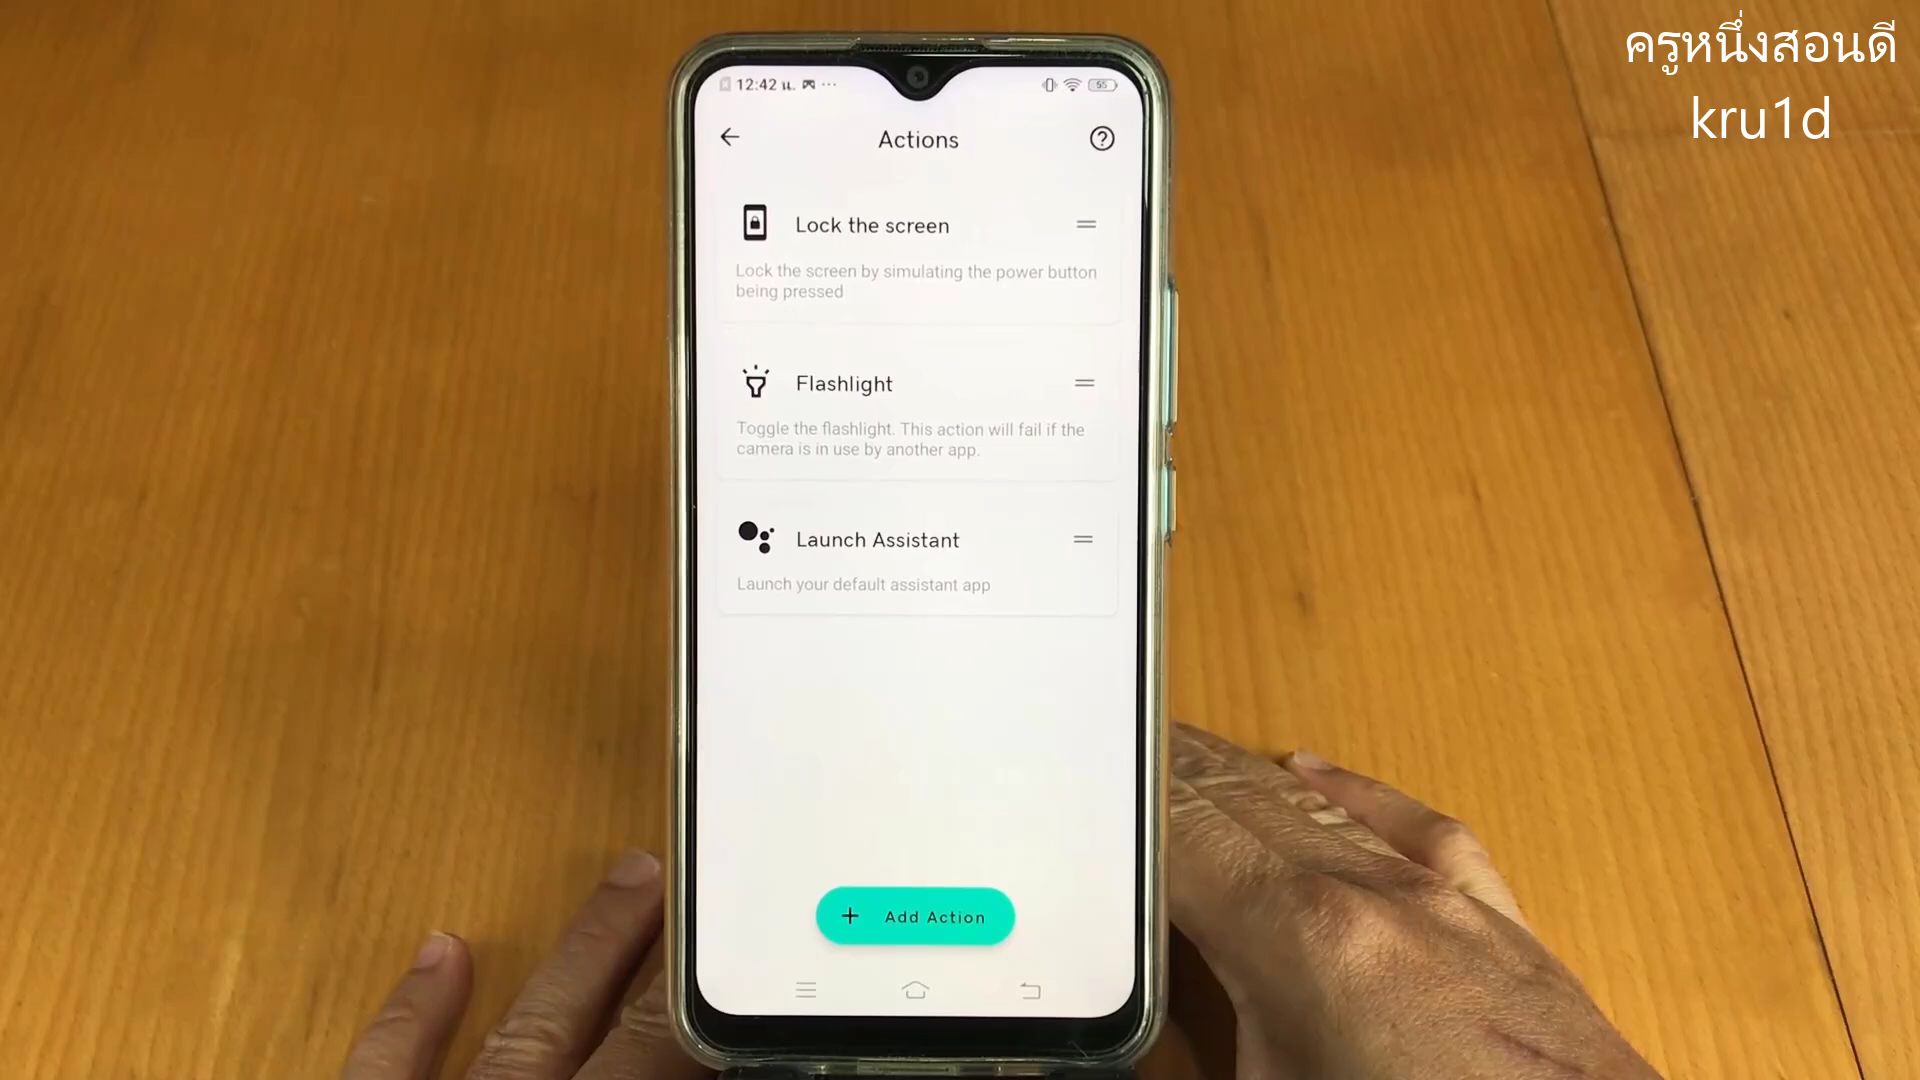 ครูหนึ่งสอนดี
kru1d
12:42 น.
55
Actions
Lock the screen
Lock the screen by simulating the power button
being pressed
Flashlight
Toggle the flashlight. This action will fail if the
camera is in use by another app.
Launch Assistant
Launch your default assistant app
+ Add Action